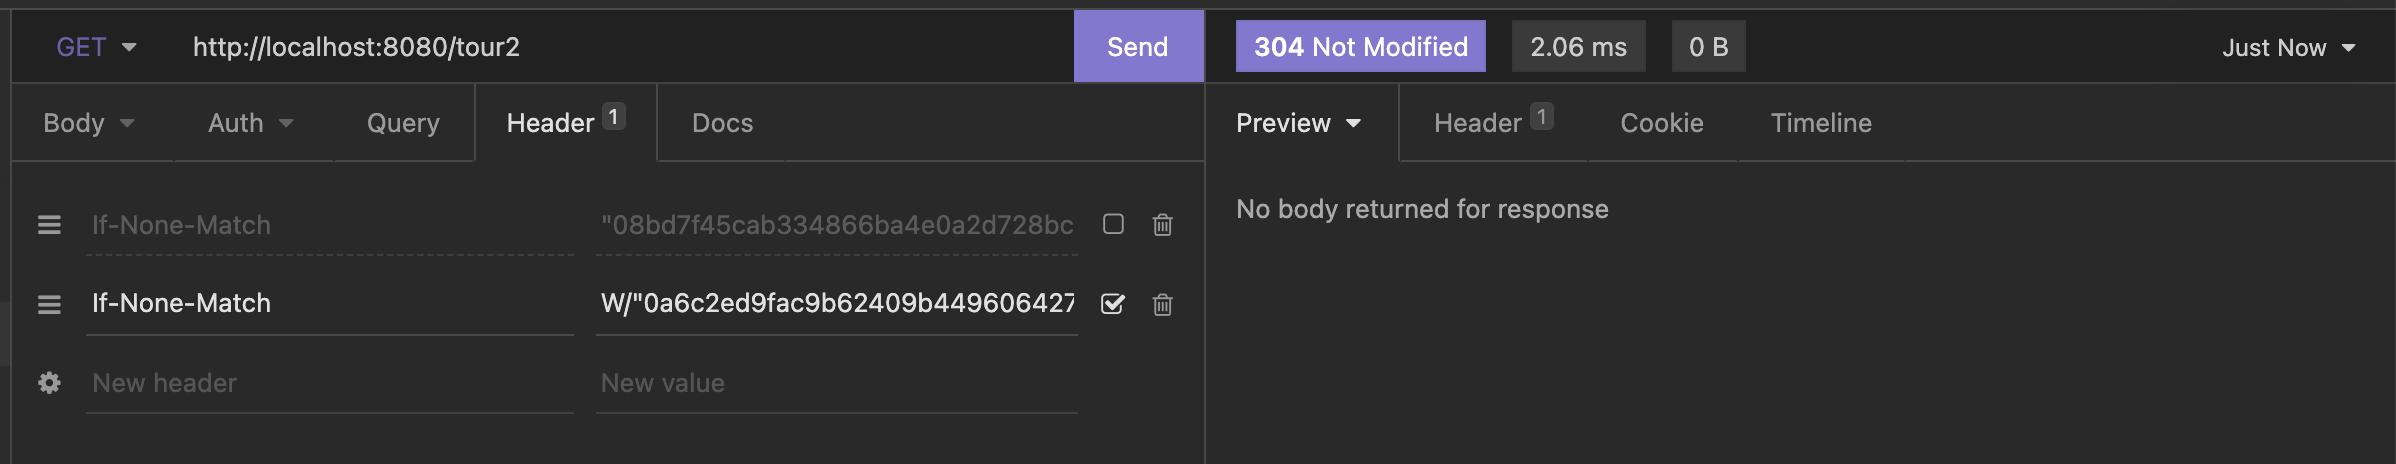 GET http://localhost:8080/tour2 Send
Body Auth Query Header 1 Docs
If-None-Match "08bd7f45cab334866ba4e0a2d728bc
If-None-Match W/"0a6c2ed9fac9b62409b449606427
New header New value
304 Not Modified 2.06 ms 0 B Just Now
Preview Header 1 Cookie Timeline
No body returned for response